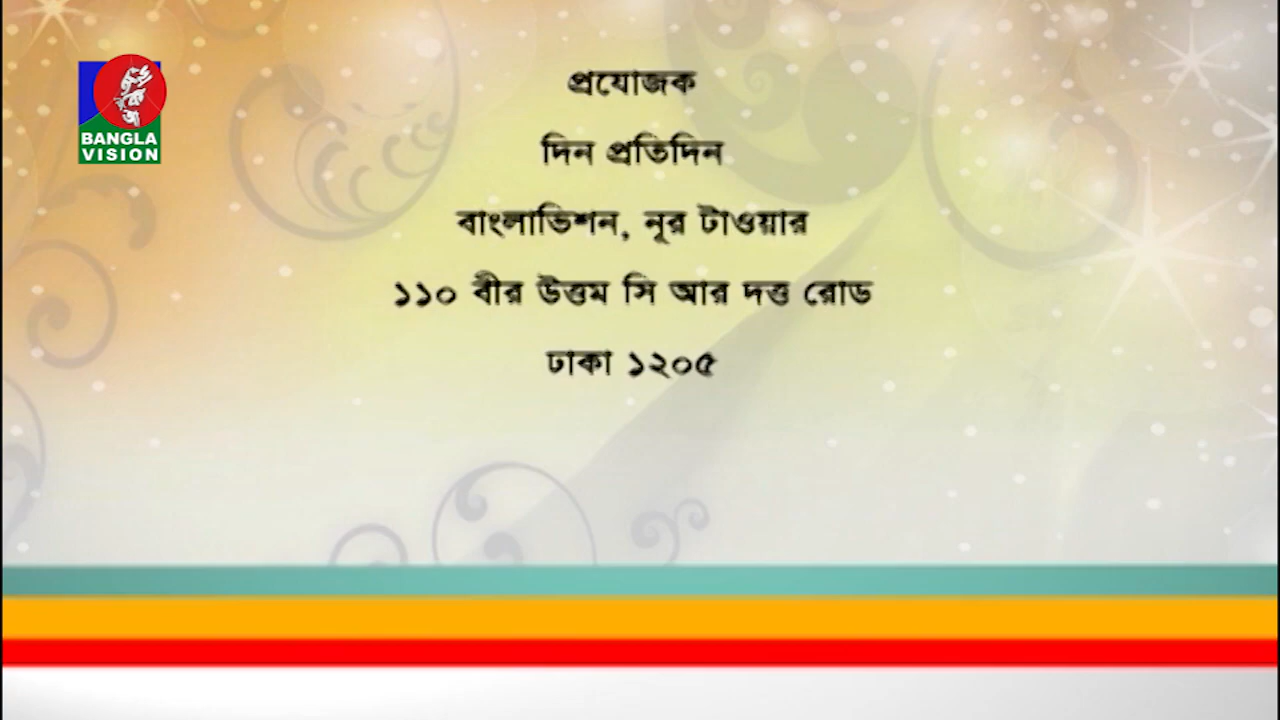 BANGLA
VISION
প্রযোজক
দিন প্রতিদিন
বাংলাভিশন, নূর টাওয়ার
১১০ বীর উত্তম সি আর দত্ত রোড
ঢাকা ১২০৫